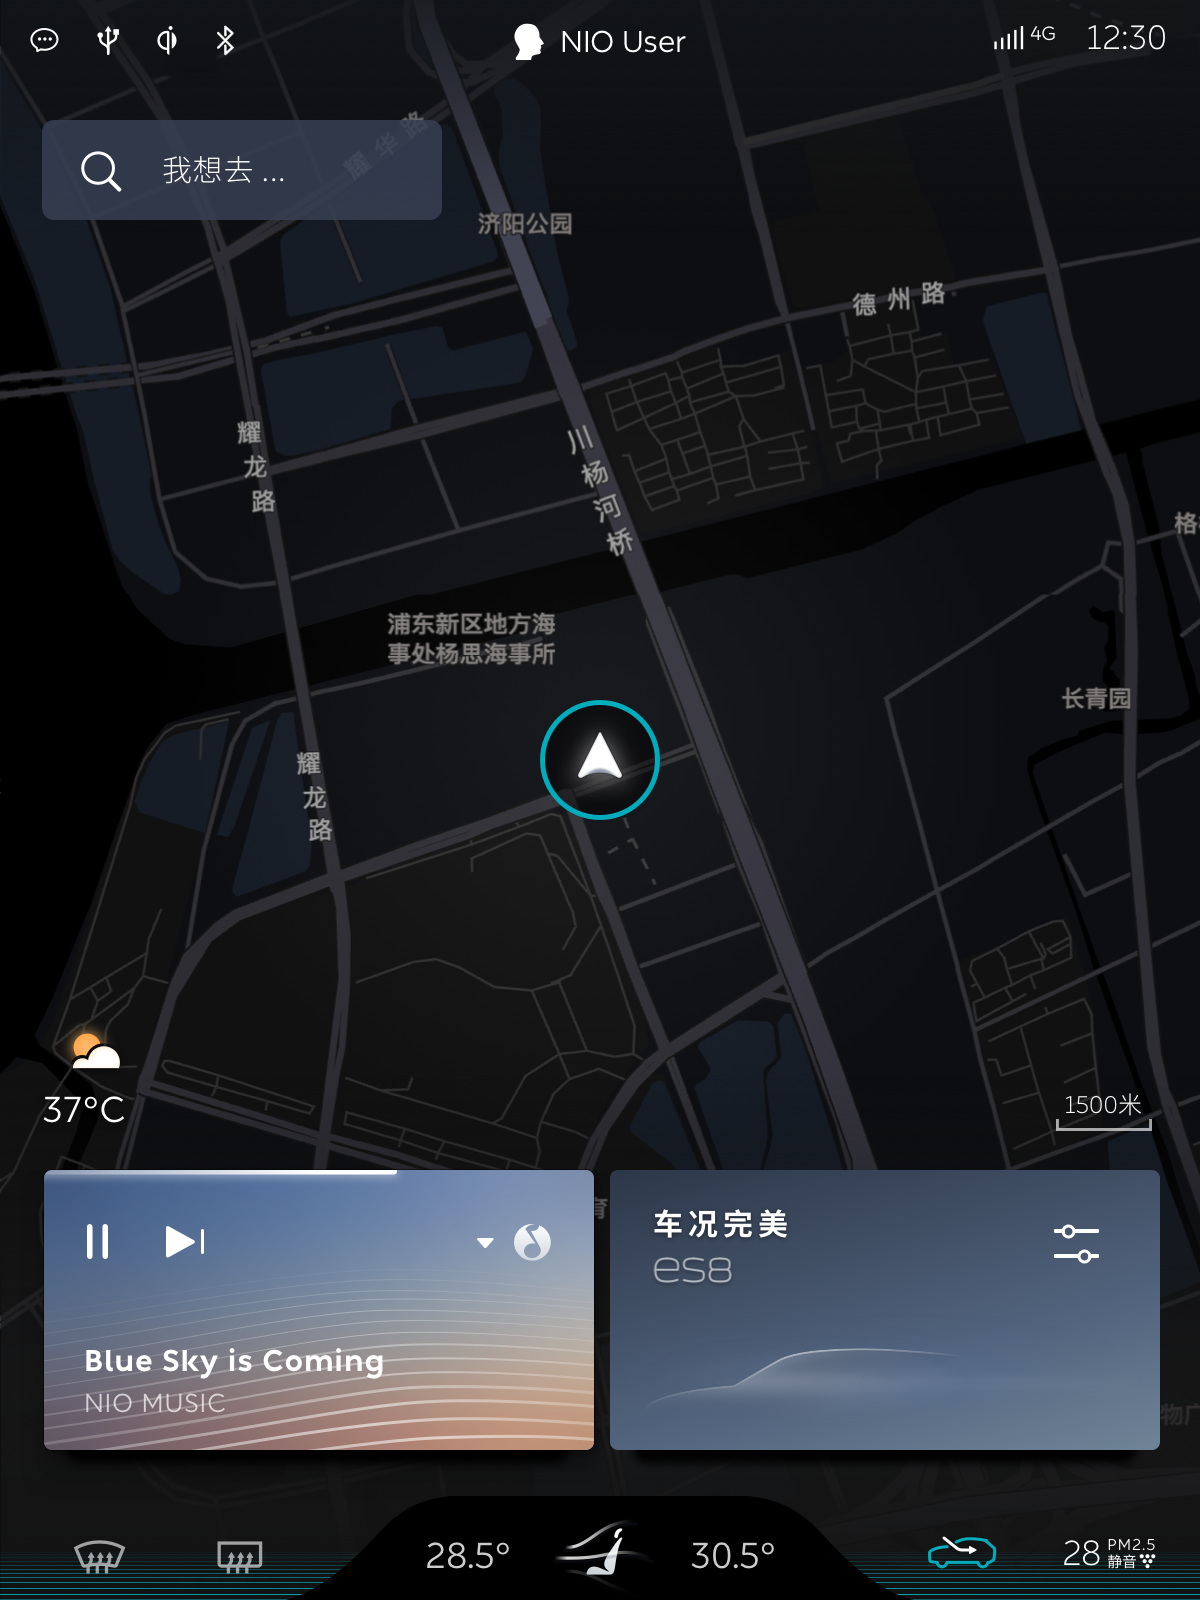 NIO User
4G
12:30
耀华路
我想去 ...
济阳公园
德州路
耀龙路
川杨河桥
浦东新区地方海
事处杨思海事所
长青园
耀龙路
37°C
1500米
车况完美
es8
Blue Sky is Coming
NIO MUSIC
28.5°
30.5°
28
PM2.5
静音